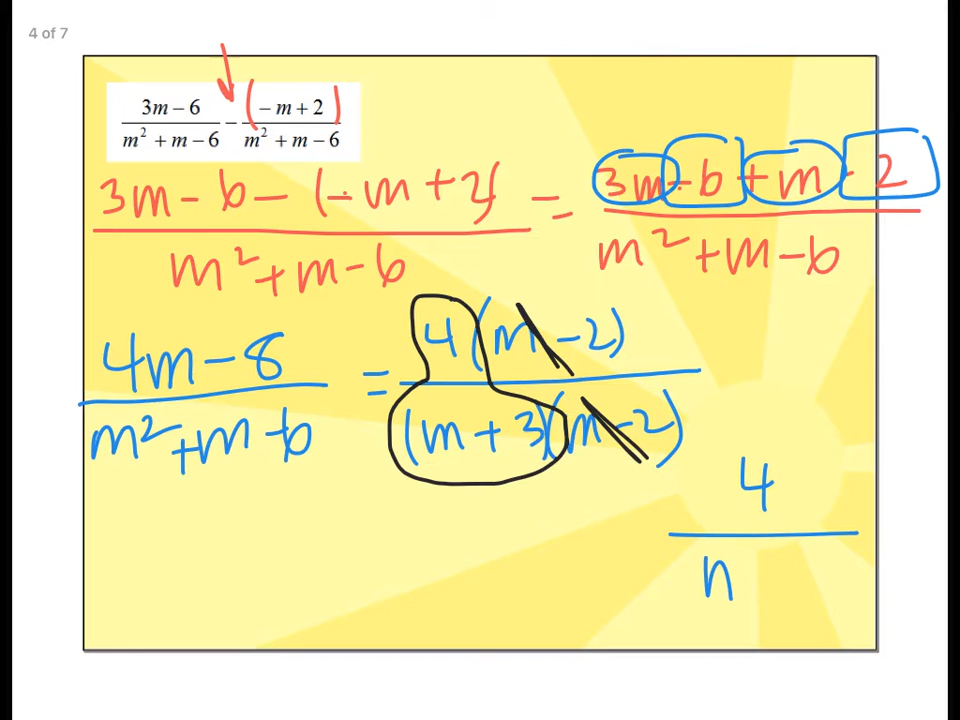 4 of 7
3m − 6 / m² + m − 6 − (−m + 2) / m² + m − 6
3m − 6 − (−m + 2) / m² + m − 6 = 3m − 6 + m − 2 / m² + m − 6
4m − 8 / m² + m − 6 = 4(m − 2) / (m + 3)(m − 2)
4 / n